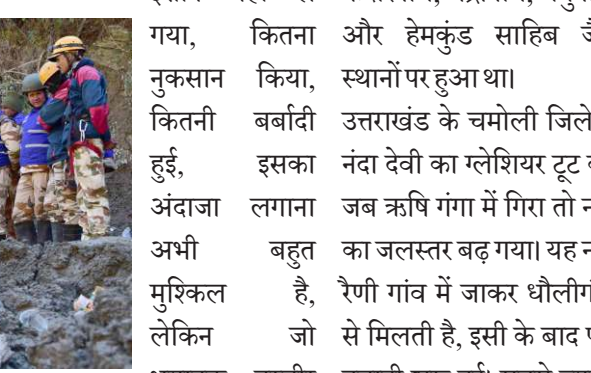 गया, कितना
नुकसान किया,
कितनी बर्बादी
हुई, इसका
अंदाजा लगाना
अभी बहुत
मुश्किल है,
लेकिन जो
और हेमकुंड साहिब
स्थानों पर हुआ था।
उत्तराखंड के चमोली जिले
नंदा देवी का ग्लेशियर टूट
जब ऋषि गंगा में गिरा तो
का जलस्तर बढ़ गया। यह
रैणी गांव में जाकर
से मिलती है, इसी के बाद